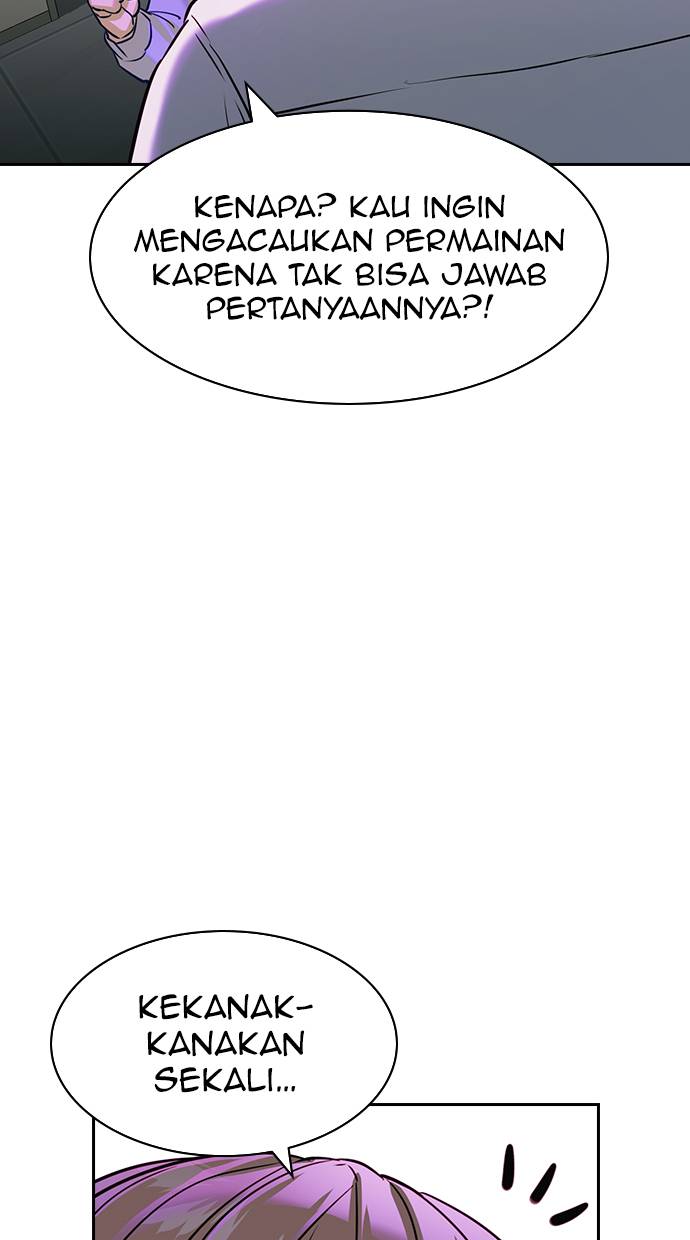 KENAPA? KAU INGIN
MENGACAUKAN PERMAINAN
KARENA TAK BISA JAWAB
PERTANYAANNYA?!
KEKANAK-
KANAKAN
SEKALI...